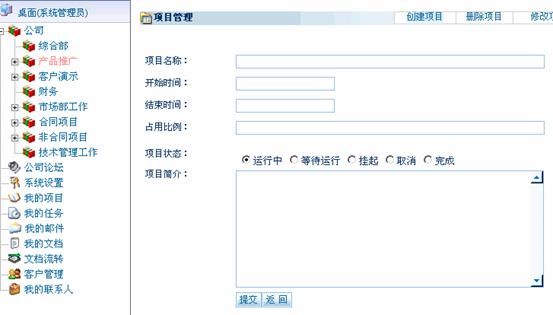 桌面(系统管理员)
公司
综合部
产品推广
客户演示
财务
市场部工作
合同项目
非合同项目
技术管理工作
公司论坛
系统设置
我的项目
我的任务
我的邮件
我的文档
文档流转
客户管理
我的联系人
项目管理 创建项目 删除项目 修改项
项目名称：
开始时间：
结束时间：
占用比例：
项目状态： 运行中 等待运行 挂起 取消 完成
项目简介：
提交 返回